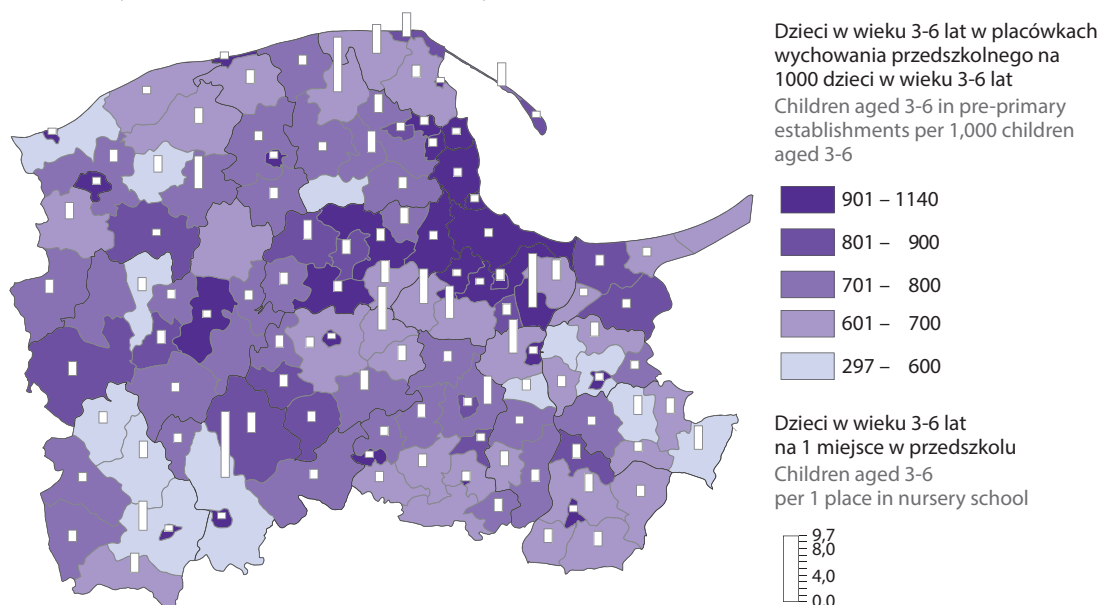 Dzieci w wieku 3-6 lat w placówkach
wychowania przedszkolnego na
1000 dzieci w wieku 3-6 lat
Children aged 3-6 in pre-primary
establishments per 1,000 children
aged 3-6
901 – 1140
801 – 900
701 – 800
601 – 700
297 – 600
Dzieci w wieku 3-6 lat
na 1 miejsce w przedszkolu
Children aged 3-6
per 1 place in nursery school
9,7
8,0
4,0
0,0